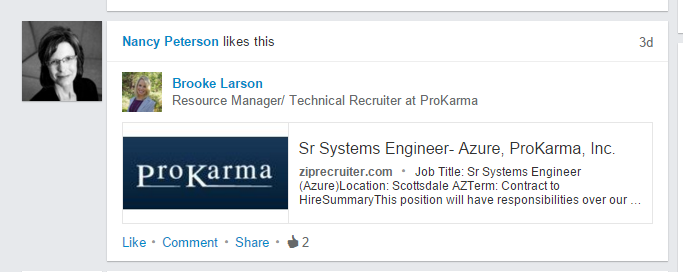 Nancy Peterson likes this
3d
Brooke Larson
Resource Manager/ Technical Recruiter at ProKarma
PROKARMA
Sr Systems Engineer- Azure, ProKarma, Inc.
ziprecruiter.com • Job Title: Sr Systems Engineer
(Azure)Location: Scottsdale AZTerm: Contract to
HireSummaryThis position will have responsibilities over our ...
Like • Comment • Share • 2